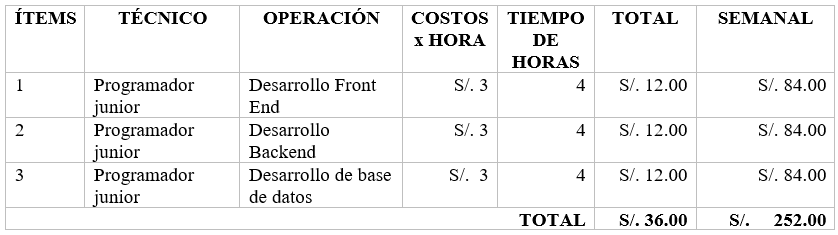 ÍTEMS TÉCNICO OPERACIÓN COSTOS x HORA TIEMPO DE HORAS TOTAL SEMANAL
1 Programador junior Desarrollo Front End S/. 3 4 S/. 12.00 S/. 84.00
2 Programador junior Desarrollo Backend S/. 3 4 S/. 12.00 S/. 84.00
3 Programador junior Desarrollo de base de datos S/. 3 4 S/. 12.00 S/. 84.00
TOTAL S/. 36.00 S/. 252.00